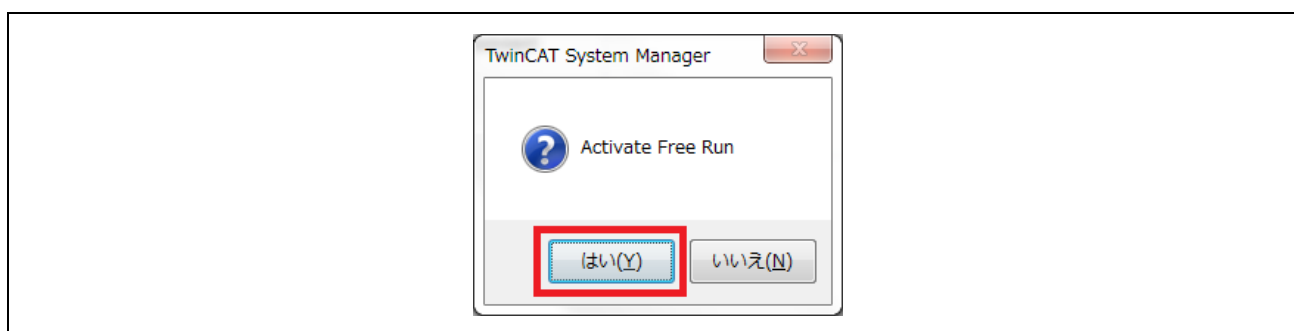 TwinCAT System Manager
Activate Free Run
はい(Y) いいえ(N)